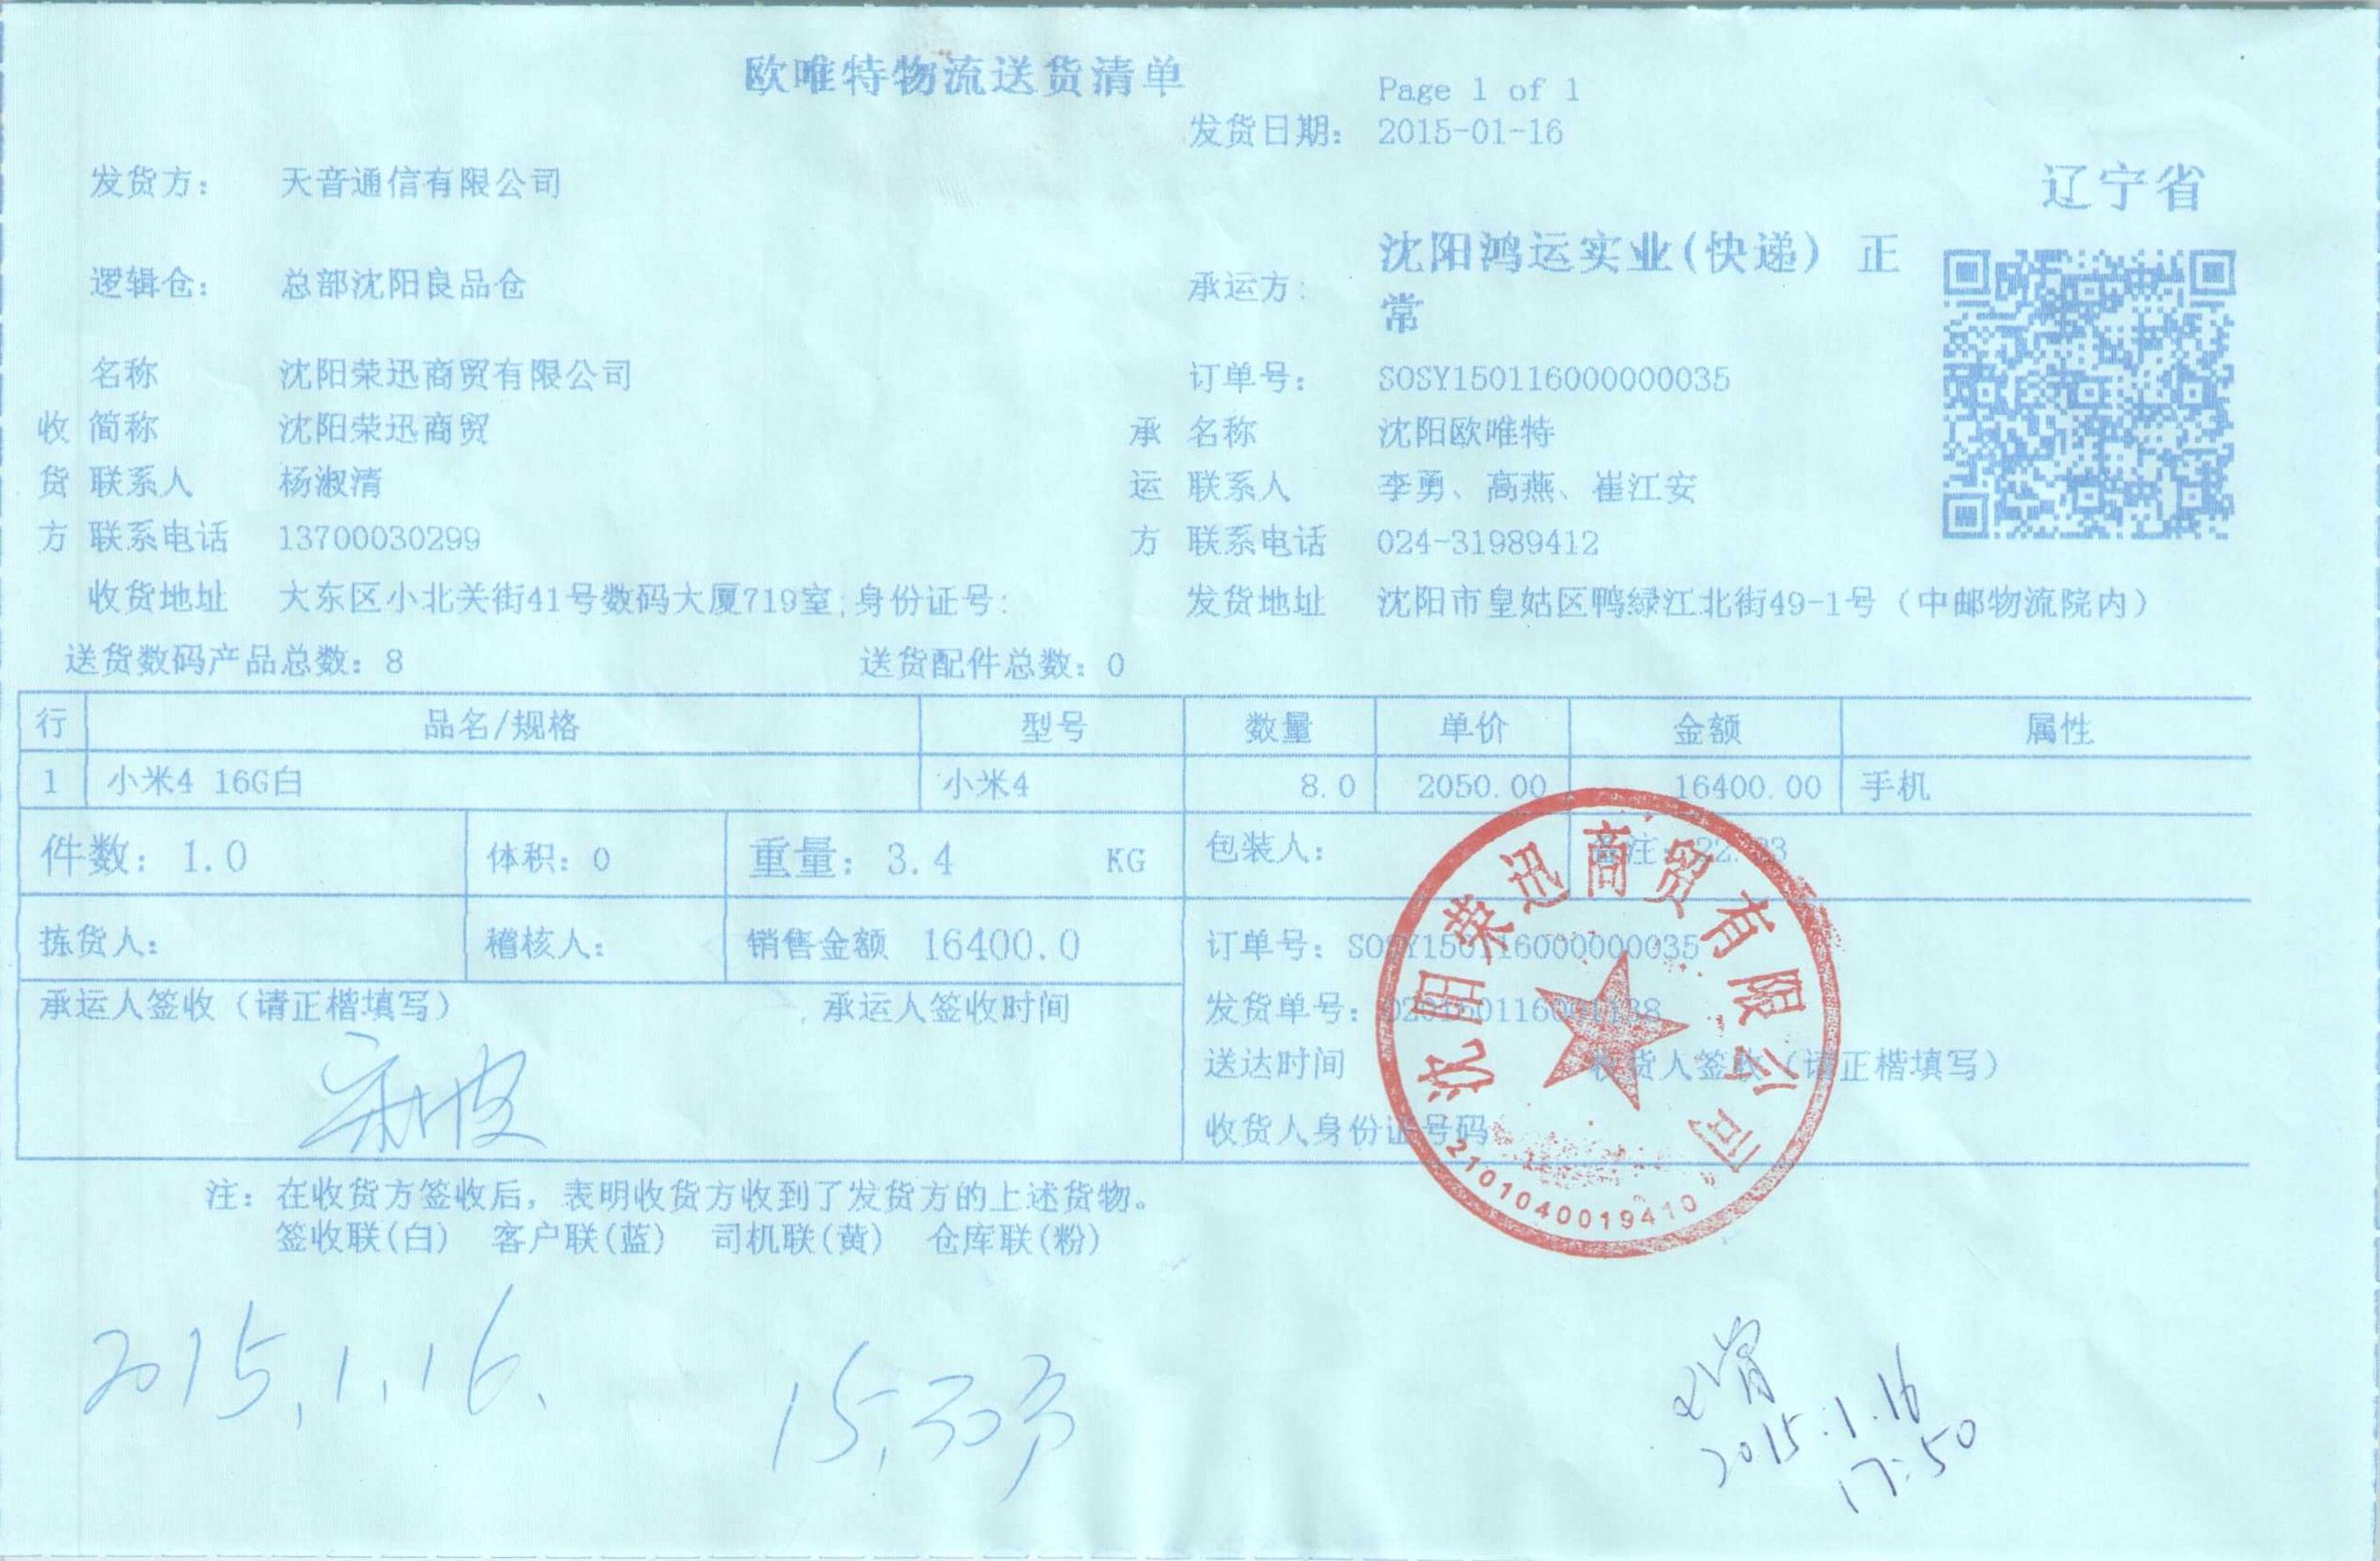 欧唯特物流送货清单
Page 1 of 1
发货日期: 2015-01-16
发货方: 天音通信有限公司
辽宁省
逻辑仓: 总部沈阳良品仓
承运方: 沈阳鸿运实业(快递) 正
常
名称 沈阳荣迅商贸有限公司
订单号: SOSY150116000000035
收 简称 沈阳荣迅商贸
承 名称 沈阳欧唯特
货 联系人 杨淑清
运 联系人 李勇、高燕、崔江安
方 联系电话 13700030299
方 联系电话 024-31989412
收货地址 大东区小北关街41号数码大厦719室;身份证号:
发货地址 沈阳市皇姑区鸭绿江北街49-1号（中邮物流院内）
送货数码产品总数: 8 送货配件总数: 0
行 品名/规格 型号 数量 单价 金额 属性
1 小米4 16G白 小米4 8.0 2050.00 16400.00 手机
件数: 1.0 体积: 0 重量: 3.4 KG 包装人: 备注:
拣货人: 稽核人: 销售金额 16400.0 订单号: SOSY150116000000035
承运人签收（请正楷填写） 承运人签收时间
发货单号:
送达时间 收货人签收（请正楷填写）
收货人身份证号码
沈阳荣迅商贸有限公司
2101040019410
注: 在收货方签收后，表明收货方收到了发货方的上述货物。
签收联(白) 客户联(蓝) 司机联(黄) 仓库联(粉)
2015.1.16.
2015.1.16
17:50